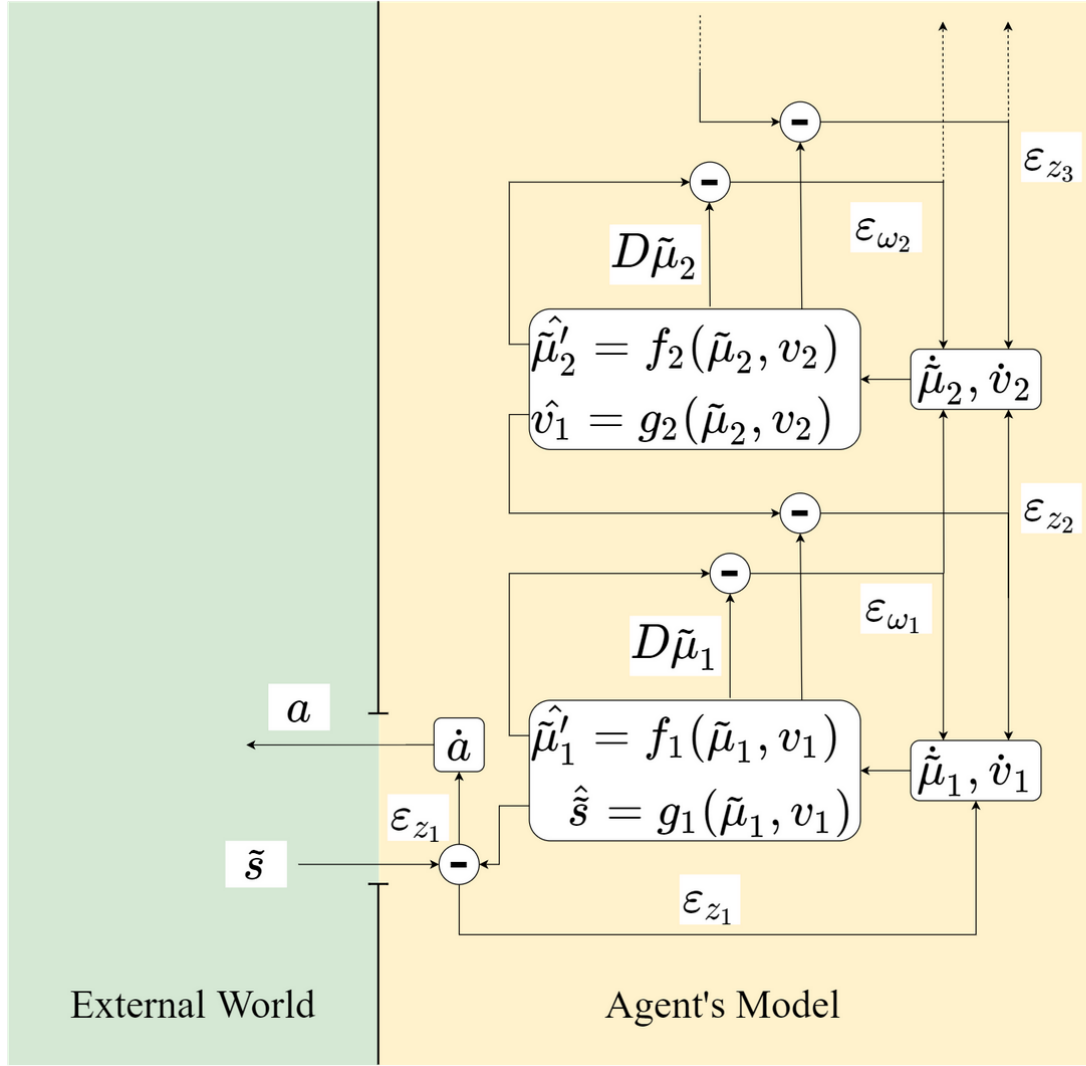 ε_{z_3}
ε_{ω_2}
Dμ̃_2
μ̃̂′_2 = f_2(μ̃_2, v_2)
v̂_1 = g_2(μ̃_2, v_2)
μ̃̇_2, v̇_2
ε_{z_2}
ε_{ω_1}
Dμ̃_1
μ̃̂′_1 = f_1(μ̃_1, v_1)
s̃̂ = g_1(μ̃_1, v_1)
μ̃̇_1, v̇_1
a
ȧ
ε_{z_1}
s̃
ε_{z_1}
External World
Agent's Model